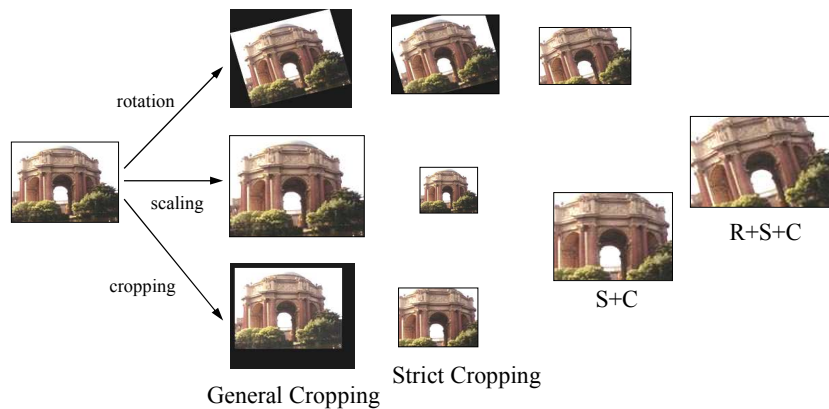 rotation
scaling
cropping
R+S+C
S+C
General Cropping
Strict Cropping